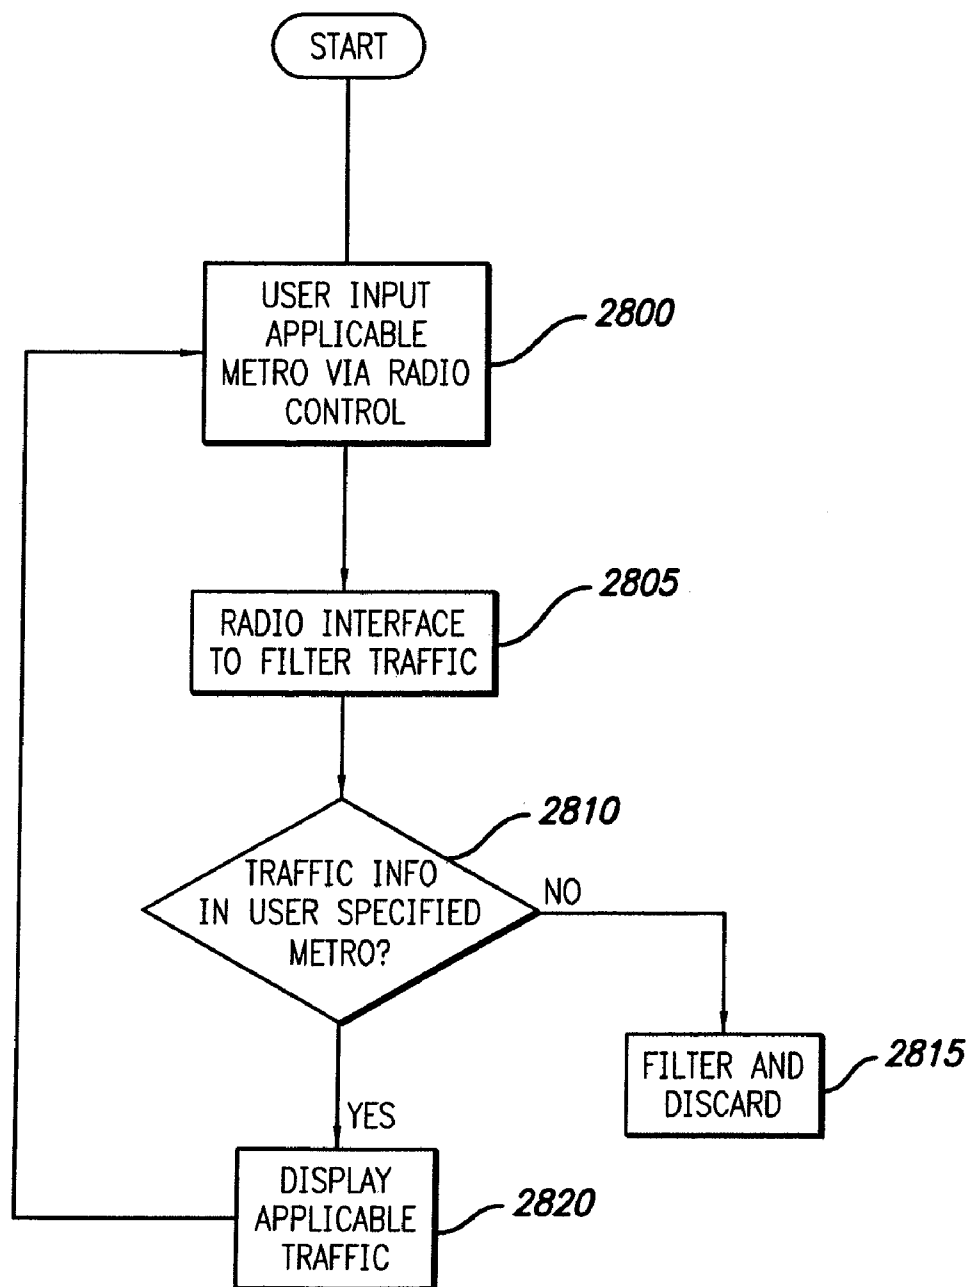 START
USER INPUT
APPLICABLE
METRO VIA RADIO
CONTROL
2800
RADIO INTERFACE
TO FILTER TRAFFIC
2805
TRAFFIC INFO
IN USER SPECIFIED
METRO?
2810
NO
FILTER AND
DISCARD
2815
YES
DISPLAY
APPLICABLE
TRAFFIC
2820